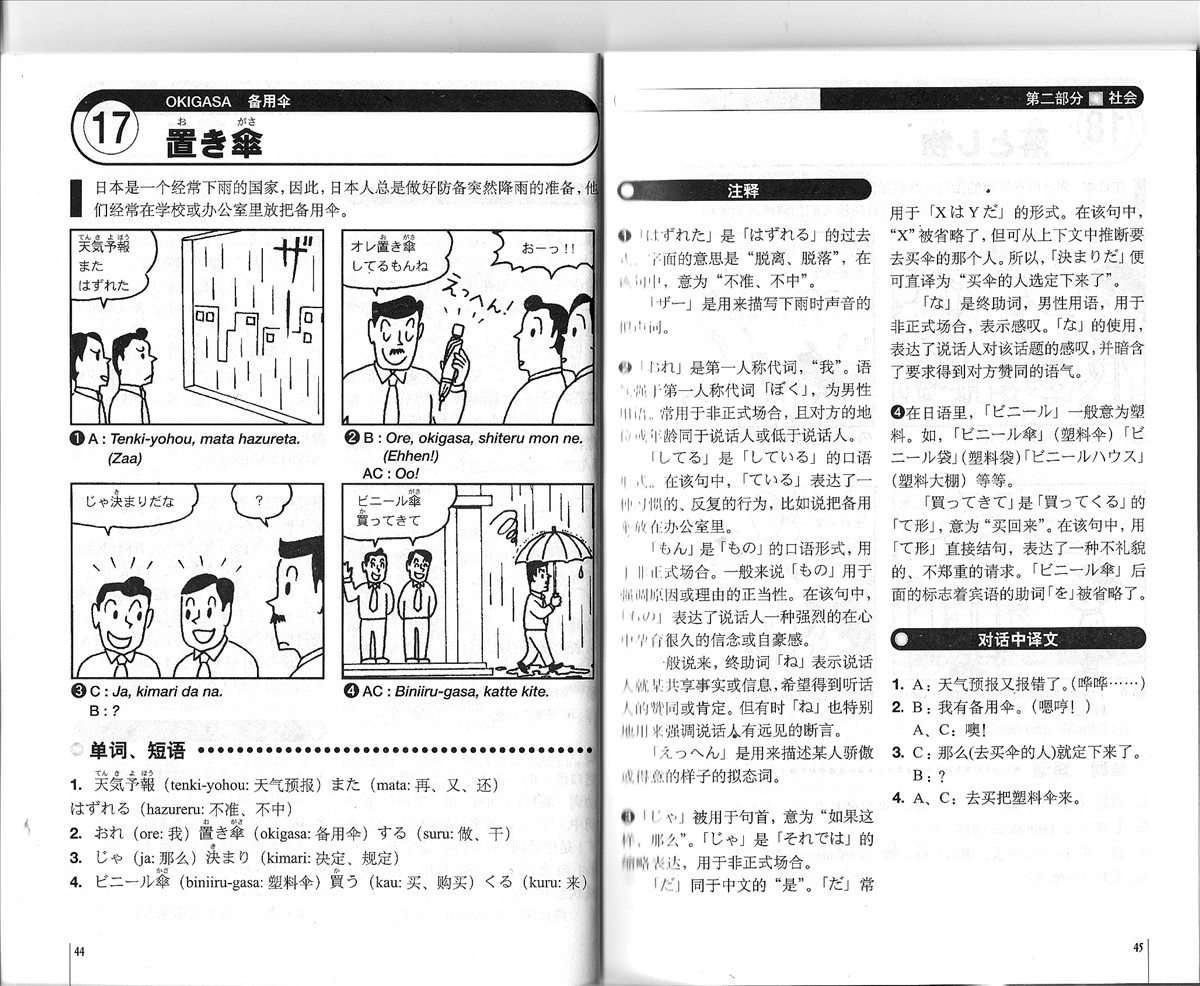 OKIGASA 备用伞
17
置き傘
お がさ
日本是一个经常下雨的国家，因此，日本人总是做好防备突然降雨的准备，他
们经常在学校或办公室里放把备用伞。
てんきよほう
天気予報
また
はずれた
ザー
お がさ
オレ置き傘
してるもんね
おーっ!!
えっへん!
❶ A : Tenki-yohou, mata hazureta.
(Zaa)
❷ B : Ore, okigasa, shiteru mon ne.
(Ehhen!)
AC : Oo!
き
じゃ決まりだな
?
がさ
ビニール傘
か
買ってきて
❸ C : Ja, kimari da na.
B : ?
❹ AC : Biniiru-gasa, katte kite.
单词、短语
てんきよほう
1. 天気予報（tenki-yohou: 天气预报）また（mata: 再、又、还）
はずれる（hazureru: 不准、不中）
お がさ
2. おれ（ore: 我）置き傘（okigasa: 备用伞）する（suru: 做、干）
き
3. じゃ（ja: 那么）決まり（kimari: 决定、规定）
がさ か
4. ビニール傘（biniiru-gasa: 塑料伞）買う（kau: 买、购买）くる（kuru: 来）
44
第二部分 社会
注释
❶「はずれた」是「はずれる」的过去
字面的意思是“脱离、脱落”，在
中，意为“不准、不中”。
「ザー」是用来描写下雨时声音的
词。
❷「おれ」是第一人称代词，“我”。语
于第一人称代词「ぼく」，为男性
用语。常用于非正式场合，且对方的地
位或年龄同于说话人或低于说话人。
「してる」是「している」的口语
在该句中，「ている」表达了一
习惯的、反复的行为，比如说把备用
放在办公室里。
「もん」是「もの」的口语形式，用
非正式场合。一般来说「もの」用于
强调原因或理由的正当性。在该句中，
「もの」表达了说话人一种强烈的在心
中孕育很久的信念或自豪感。
一般说来，终助词「ね」表示说话
人就某共享事实或信息，希望得到听话
人的赞同或肯定。但有时「ね」也特别
地用来强调说话人有远见的断言。
「えっへん」是用来描述某人骄傲
或得意的样子的拟态词。
❸「じゃ」被用于句首，意为“如果这
样，那么”。「じゃ」是「それでは」的
缩略表达，用于非正式场合。
「だ」同于中文的“是”。「だ」常
用于「XはYだ」的形式。在该句中，
“X”被省略了，但可从上下文中推断要
去买伞的那个人。所以，「決まりだ」便
可直译为“买伞的人选定下来了”。
「な」是终助词，男性用语，用于
非正式场合，表示感叹。「な」的使用，
表达了说话人对该话题的感叹，并暗含
了要求得到对方赞同的语气。
❹在日语里，「ビニール」一般意为塑
料。如，「ビニール傘」（塑料伞）「ビ
ニール袋」（塑料袋）「ビニールハウス」
（塑料大棚）等等。
「買ってきて」是「買ってくる」的
「て形」，意为“买回来”。在该句中，用
「て形」直接结句，表达了一种不礼貌
的、不郑重的请求。「ビニール傘」后
面的标志着宾语的助词「を」被省略了。
对话中译文
1. A：天气预报又报错了。（哗哗……）
2. B：我有备用伞。（嗯哼！）
A、C：噢！
3. C：那么（去买伞的人）就定下来了。
B：?
4. A、C：去买把塑料伞来。
45